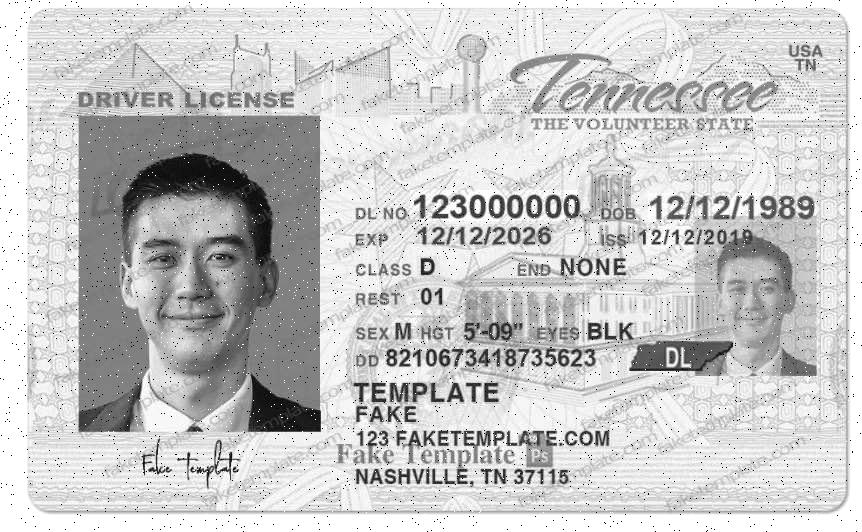 USA
TN
Tennessee
THE VOLUNTEER STATE
DRIVER LICENSE
DL NO 123000000 DOB 12/12/1989
EXP 12/12/2026 ISS 12/12/2019
CLASS D END NONE
REST 01
SEX M HGT 5'-09" EYES BLK
DD 8210673418735623
DL
TEMPLATE
FAKE
123 FAKETEMPLATE.COM
Fake Template Ps
NASHVILLE, TN 37115
Fake Template
faketemplate.com